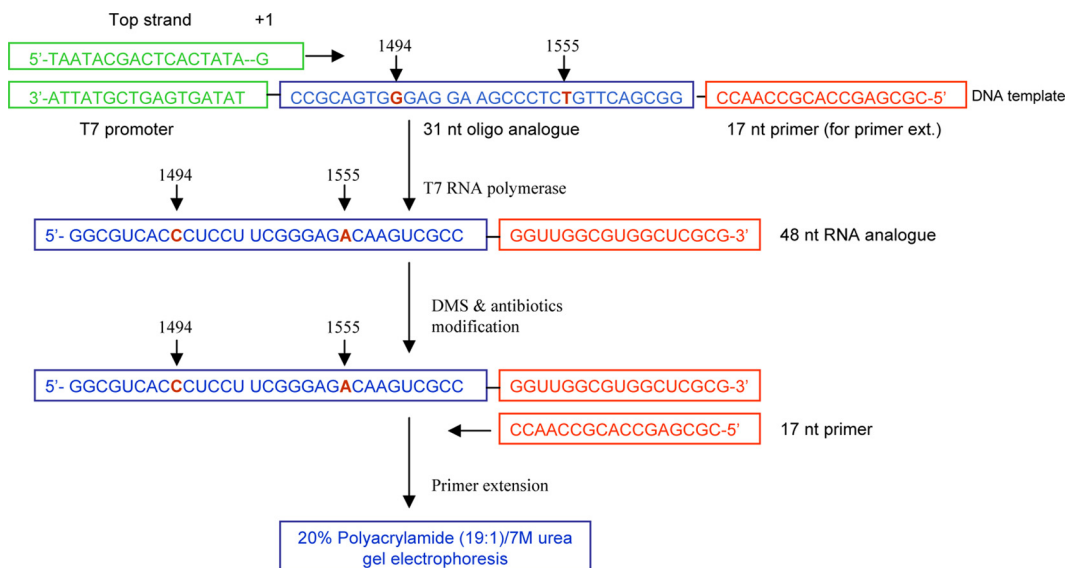 Top strand +1
5’-TAATACGACTCACTATA--G
1494 1555
3’-ATTATGCTGAGTGATAT CCGCAGTGGGAG GA AGCCCTCTGTTCAGCGG CCAACCGCACCGAGCGC-5’ DNA template
T7 promoter 31 nt oligo analogue 17 nt primer (for primer ext.)
T7 RNA polymerase
1494 1555
5’- GGCGUCACCCUCCU UCGGGAGACAAGUCGCC GGUUGGCGUGGCUCGCG-3’ 48 nt RNA analogue
DMS & antibiotics
modification
1494 1555
5’- GGCGUCACCCUCCU UCGGGAGACAAGUCGCC GGUUGGCGUGGCUCGCG-3’
CCAACCGCACCGAGCGC-5’ 17 nt primer
Primer extension
20% Polyacrylamide (19:1)/7M urea
gel electrophoresis